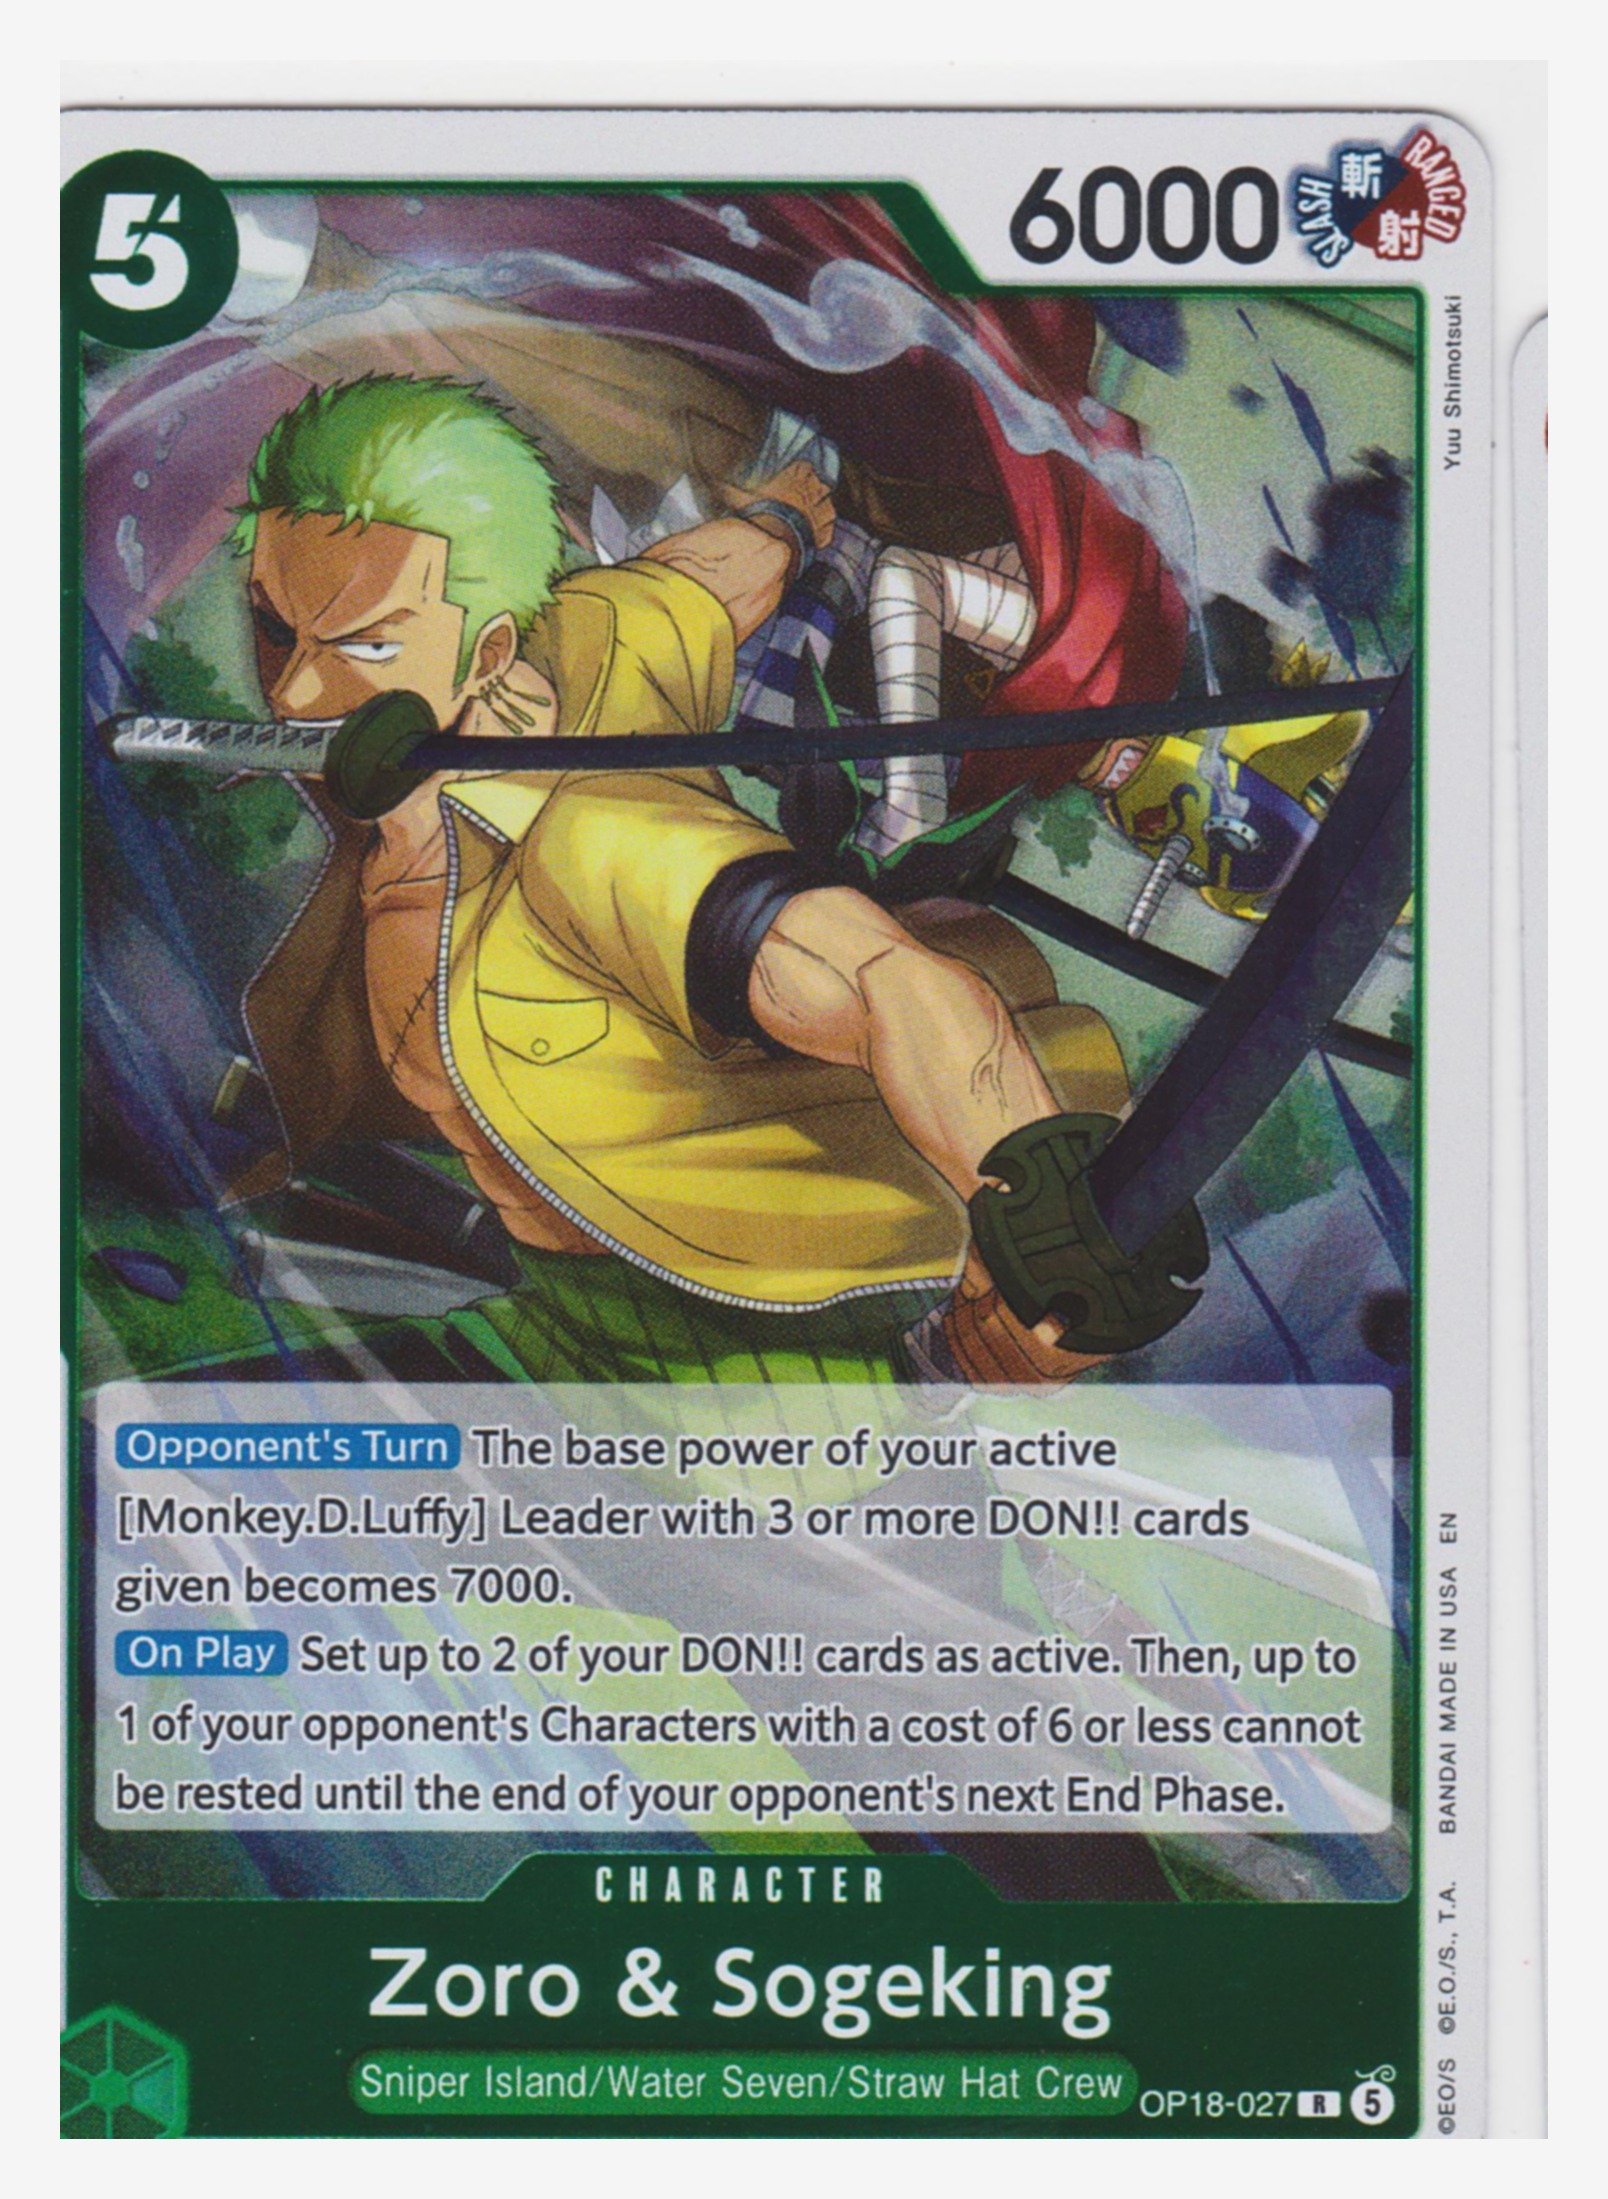 5
6000
SLASH
斬
射
RANGED
Yuu Shimotsuki
Opponent's Turn The base power of your active
[Monkey.D.Luffy] Leader with 3 or more DON!! cards
given becomes 7000.
On Play Set up to 2 of your DON!! cards as active. Then, up to
1 of your opponent's Characters with a cost of 6 or less cannot
be rested until the end of your opponent's next End Phase.
CHARACTER
Zoro & Sogeking
Sniper Island/Water Seven/Straw Hat Crew
OP18-027 R 5
©EO/S ©E.O./S., T.A. BANDAI MADE IN USA EN